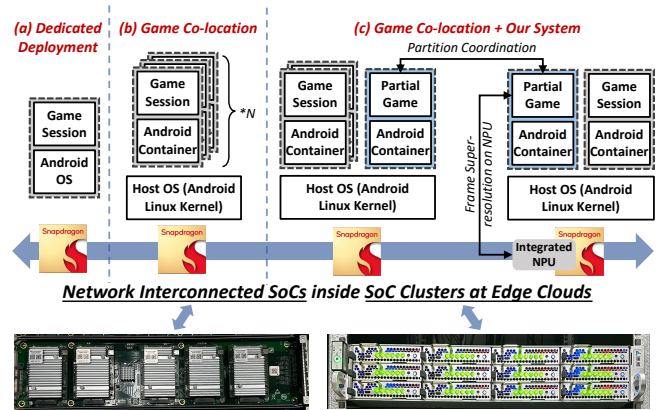 (a) Dedicated
Deployment
(b) Game Co-location
(c) Game Co-location + Our System
Partition Coordination
Game
Session
Android
OS
Game
Session
Android
Container
*N
Host OS (Android
Linux Kernel)
Game
Session
Android
Container
Partial
Game
Android
Container
Host OS (Android
Linux Kernel)
Frame Super-
resolution on NPU
Partial
Game
Android
Container
Game
Session
Android
Container
Host OS (Android
Linux Kernel)
Snapdragon
Snapdragon
Snapdragon
Snapdragon
Integrated
NPU
Network Interconnected SoCs inside SoC Clusters at Edge Clouds